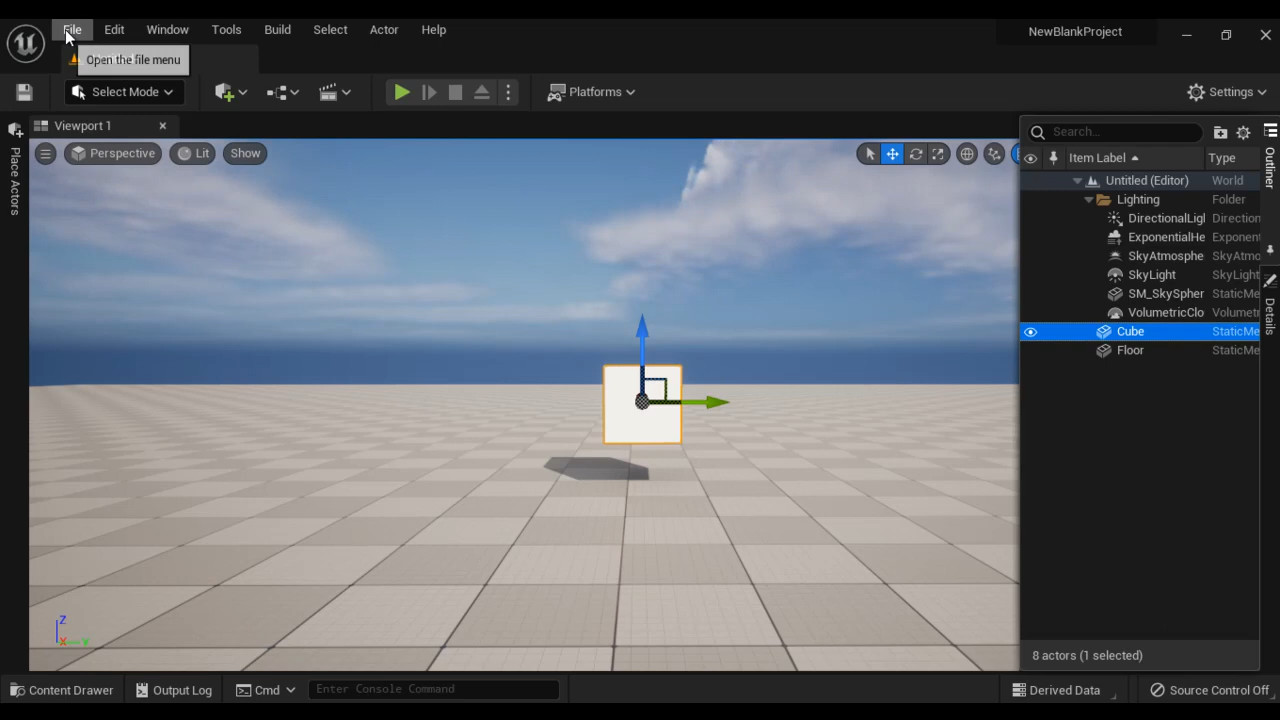 File Edit Window Tools Build Select Actor Help
NewBlankProject
Open the file menu
Select Mode
Platforms
Settings
Viewport 1
Perspective Lit Show
Place Actors
Search...
Item Label Type
Untitled (Editor) World
Lighting Folder
DirectionalLigl Direction
ExponentialHe Exponent
SkyAtmosphe SkyAtmo
SkyLight SkyLight
SM_SkySpher StaticMe
VolumetricClo Volumetr
Cube StaticMe
Floor StaticMe
8 actors (1 selected)
Outliner
Details
Z
X Y
Content Drawer Output Log Cmd Enter Console Command
Derived Data Source Control Off